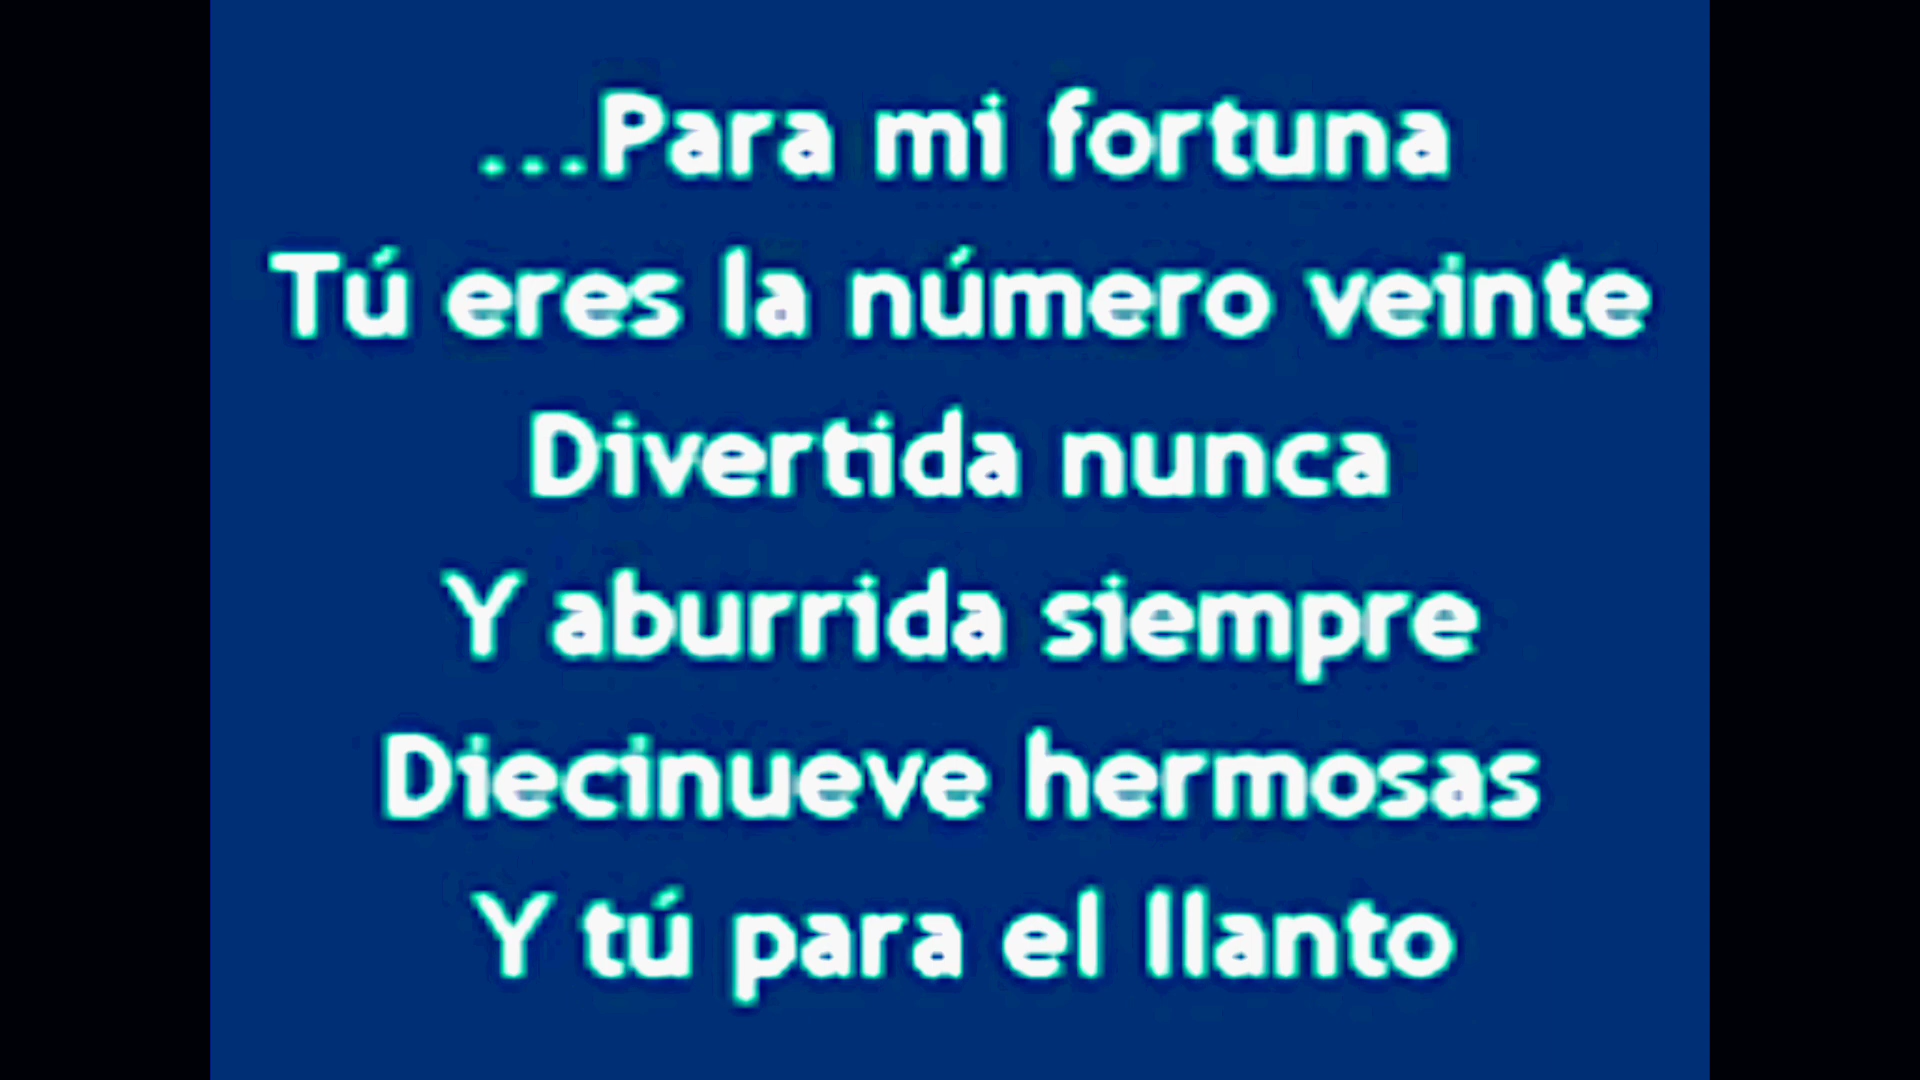 ...Para mi fortuna
Tú eres la número veinte
Divertida nunca
Y aburrida siempre
Diecinueve hermosas
Y tú para el llanto